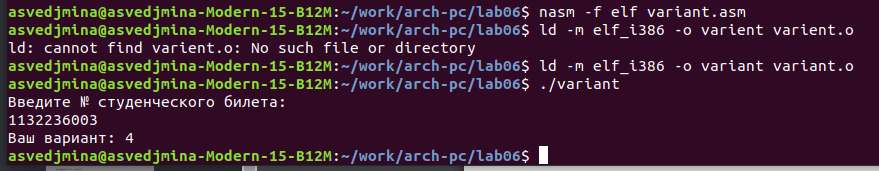 asvedjmina@asvedjmina-Modern-15-B12M:~/work/arch-pc/lab06$ nasm -f elf variant.asm
asvedjmina@asvedjmina-Modern-15-B12M:~/work/arch-pc/lab06$ ld -m elf_i386 -o varient varient.o
ld: cannot find varient.o: No such file or directory
asvedjmina@asvedjmina-Modern-15-B12M:~/work/arch-pc/lab06$ ld -m elf_i386 -o variant variant.o
asvedjmina@asvedjmina-Modern-15-B12M:~/work/arch-pc/lab06$ ./variant
Введите № студенческого билета:
1132236003
Ваш вариант: 4
asvedjmina@asvedjmina-Modern-15-B12M:~/work/arch-pc/lab06$